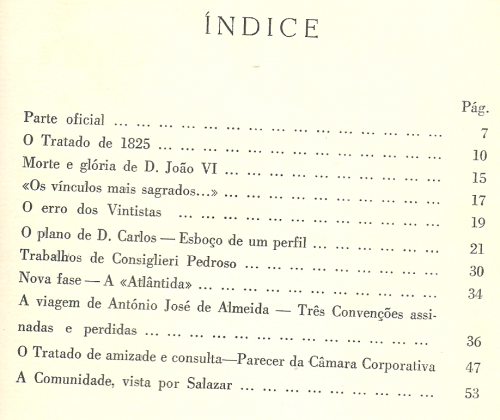 ÍNDICE
Pág.
Parte oficial ... ... ... ... ... ... ... ... ... ... ... ... 7
O Tratado de 1825 ... ... ... ... ... ... ... ... ... ... 10
Morte e glória de D. João VI ... ... ... ... ... ... ... ... 15
«Os vínculos mais sagrados...» ... ... ... ... ... ... ... ... 17
O erro dos Vintistas ... ... ... ... ... ... ... ... ... ... 19
O plano de D. Carlos — Esboço de um perfil ... ... ... ... ... 21
Trabalhos de Consiglieri Pedroso ... ... ... ... ... ... ... 30
Nova fase — A «Atlântida» ... ... ... ... ... ... ... ... ... 34
A viagem de António José de Almeida — Três Convenções assi-
nadas e perdidas ... ... ... ... ... ... ... ... ... ... 36
O Tratado de amizade e consulta—Parecer da Câmara Corporativa 47
A Comunidade, vista por Salazar ... ... ... ... ... ... ... 53